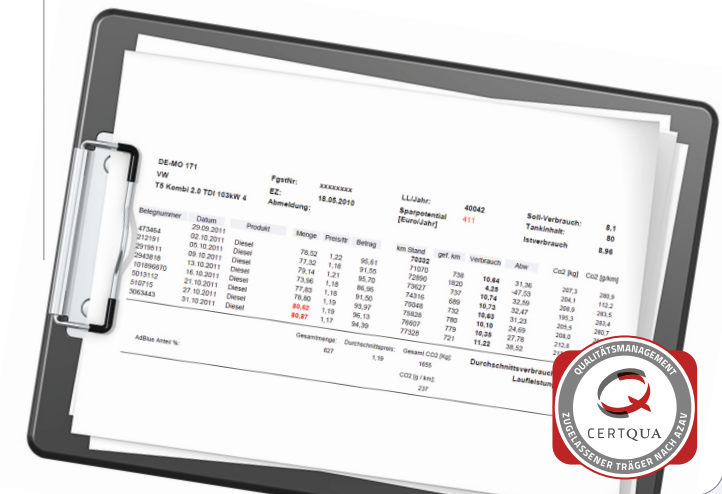 DE-MO 171
VW
T5 Kombi 2.0 TDI 103kW 4
FgstNr: xxxxxxxx
EZ: 18.05.2010
Abmeldung:
LL/Jahr: 40042
Sparpotential 411
[Euro/Jahr]
Soll-Verbrauch: 8,1
Tankinhalt: 80
Istverbrauch 8,96
Belegnummer Datum Produkt Menge Preis/ltr Betrag km Stand gef. km Verbrauch Abw Co2 [kg] Co2 [g/km]
29.09.2011 70332
473464 02.10.2011 Diesel 76,52 1,22 95,61 71070 738 10,64 31,36 207,3 280,9
212191 05.10.2011 Diesel 77,32 1,18 91,55 72890 1820 4,25 -47,53 204,1 112,2
2919511 09.10.2011 Diesel 79,14 1,21 95,70 73627 737 10,74 32,59 208,9 283,5
2943818 13.10.2011 Diesel 73,96 1,18 86,95 74316 689 10,73 32,47 195,3 283,4
101896870 16.10.2011 Diesel 77,83 1,18 91,50 75048 732 10,63 31,23 205,5 280,7
5013132 21.10.2011 Diesel 78,80 1,19 93,97 75828 780 10,10 24,69 208,0
519715 27.10.2011 Diesel 80,62 1,19 96,13 76607 779 10,35 27,78 212,8
3063443 31.10.2011 Diesel 80,87 1,17 94,39 77328 721 11,22 38,52
AdBlue Anteil %:
Gesamtmenge: Durchschnittspreis: Gesamt CO2 [Kg]:
627 1,19 1655
CO2 [g / km]:
237
Durchschnittsverbrauch
Laufleistung
QUALITÄTSMANAGEMENT
CERTQUA
ZUGELASSENER TRÄGER NACH AZAV